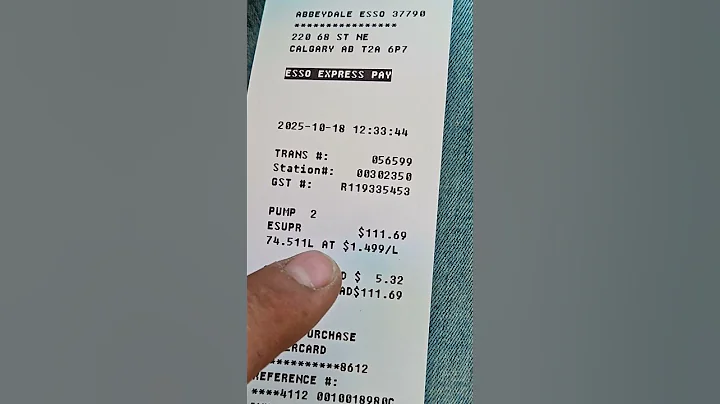 ABBEYDALE ESSO 37790
****************
220 68 ST NE
CALGARY AB T2A 6P7
ESSO EXPRESS PAY
2025-10-18 12:33:44
TRANS #: 056599
Station#: 00302350
GST #: R119335453
PUMP 2
ESUPR $111.69
74.511L AT $1.499/L
D $ 5.32
AD$111.69
URCHASE
ERCARD
**********8612
REFERENCE #:
****4112 0010018980C